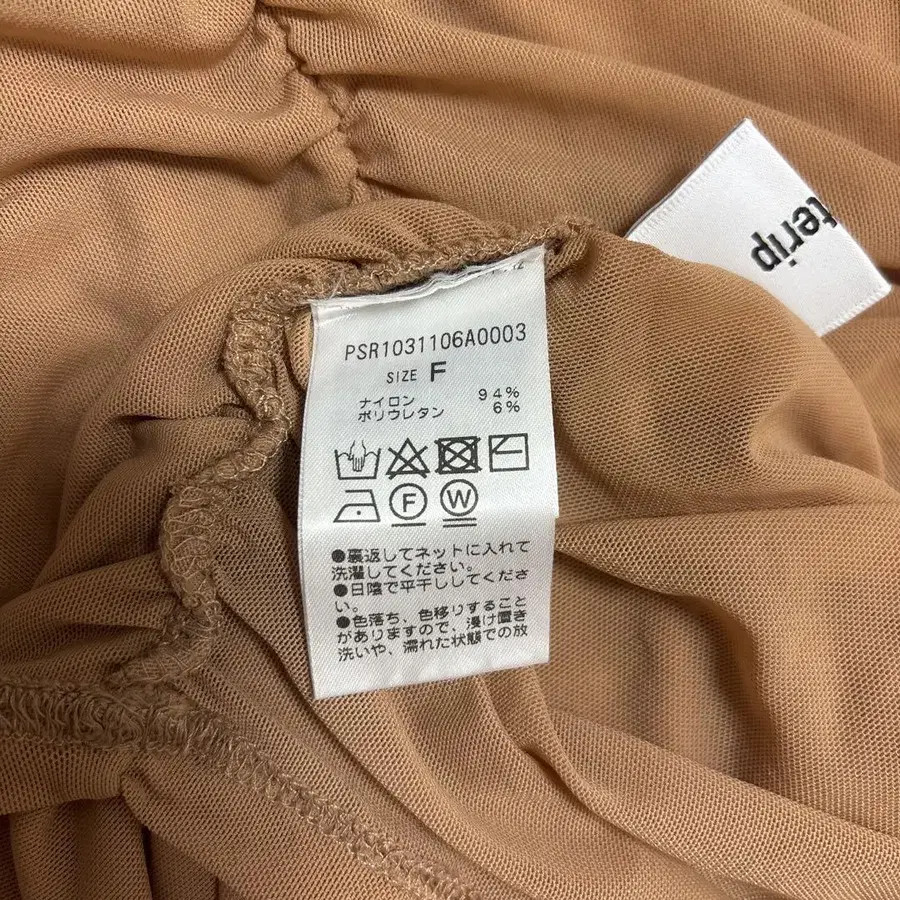 PSR1031106A0003
SIZE F
ナイロン 94%
ポリウレタン 6%
F W
●裏返してネットに入れて
洗濯してください。
●日陰で平干ししてくださ
い。
●色落ち、色移りすること
がありますので、浸け置き
洗いや、濡れた状態での放
terip